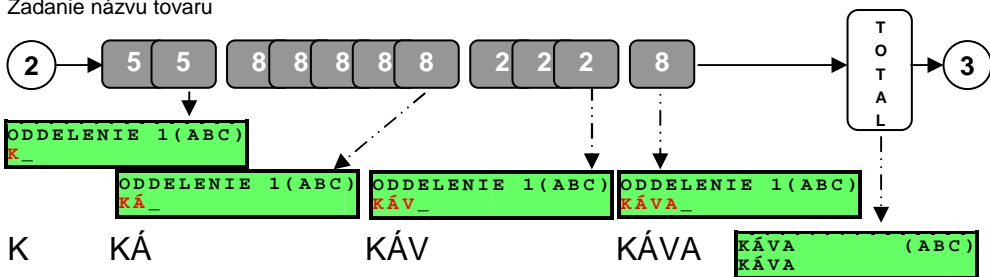 Zadanie názvu tovaru
2 5 5 8 8 8 8 8 2 2 2 8 TOTAL 3
ODDELENIE 1(ABC)
K_
ODDELENIE 1(ABC)
KÁ_
ODDELENIE 1(ABC)
KÁV_
ODDELENIE 1(ABC)
KÁVA_
K KÁ KÁV KÁVA
KÁVA (ABC)
KÁVA